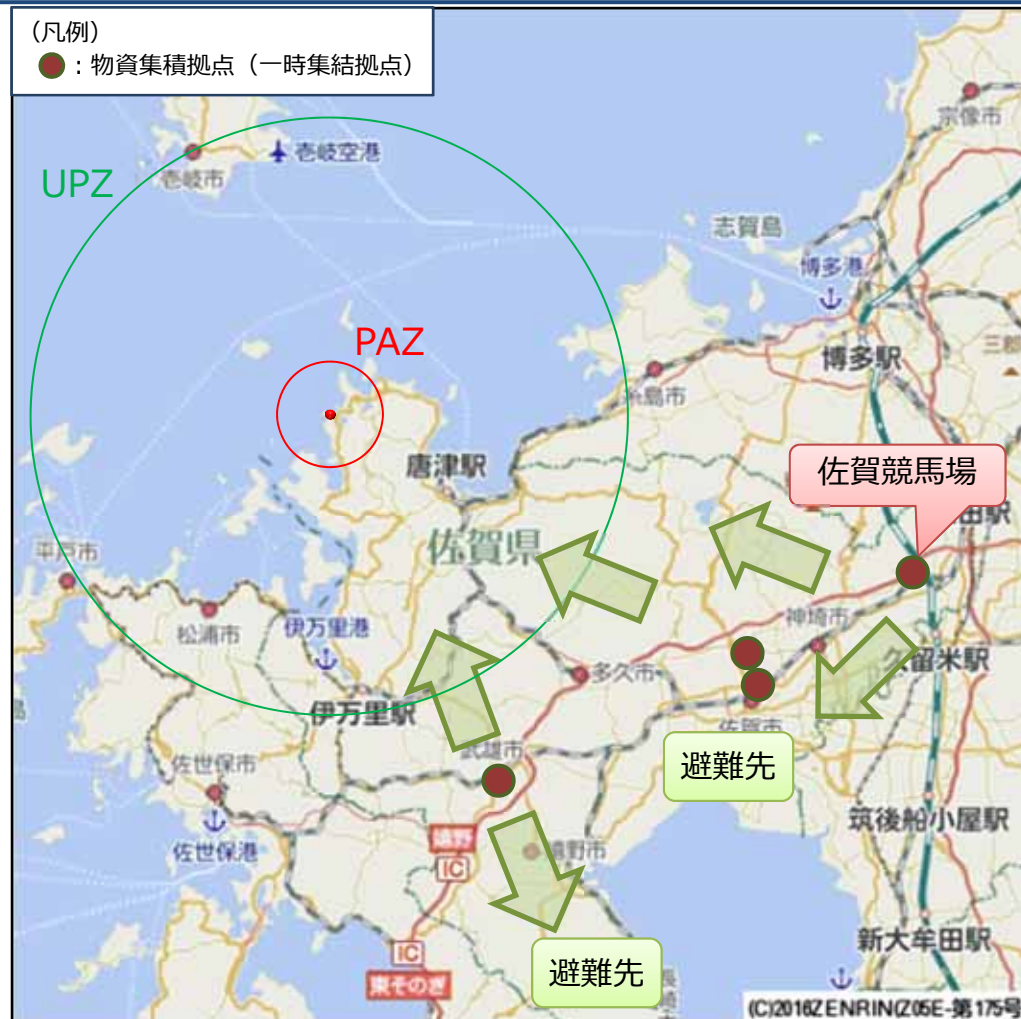 (凡例)
：物資集積拠点（一時集結拠点）
宗像市
壱岐空港
壱岐市
UPZ
志賀島
博多港
PAZ
博多駅
三郡
糸島市
唐津駅
佐賀競馬場
田駅
佐賀県
平戸市
松浦市
伊万里港
神埼市
久留米駅
多久市
伊万里駅
佐賀市
武雄市
避難先
佐世保市
筑後船小屋駅
嬉野
IC
嬉野市
佐世保港
新大牟田駅
IC
東そのぎ
避難先
長崎
(C)2016ZENRIN(Z05E-第175号